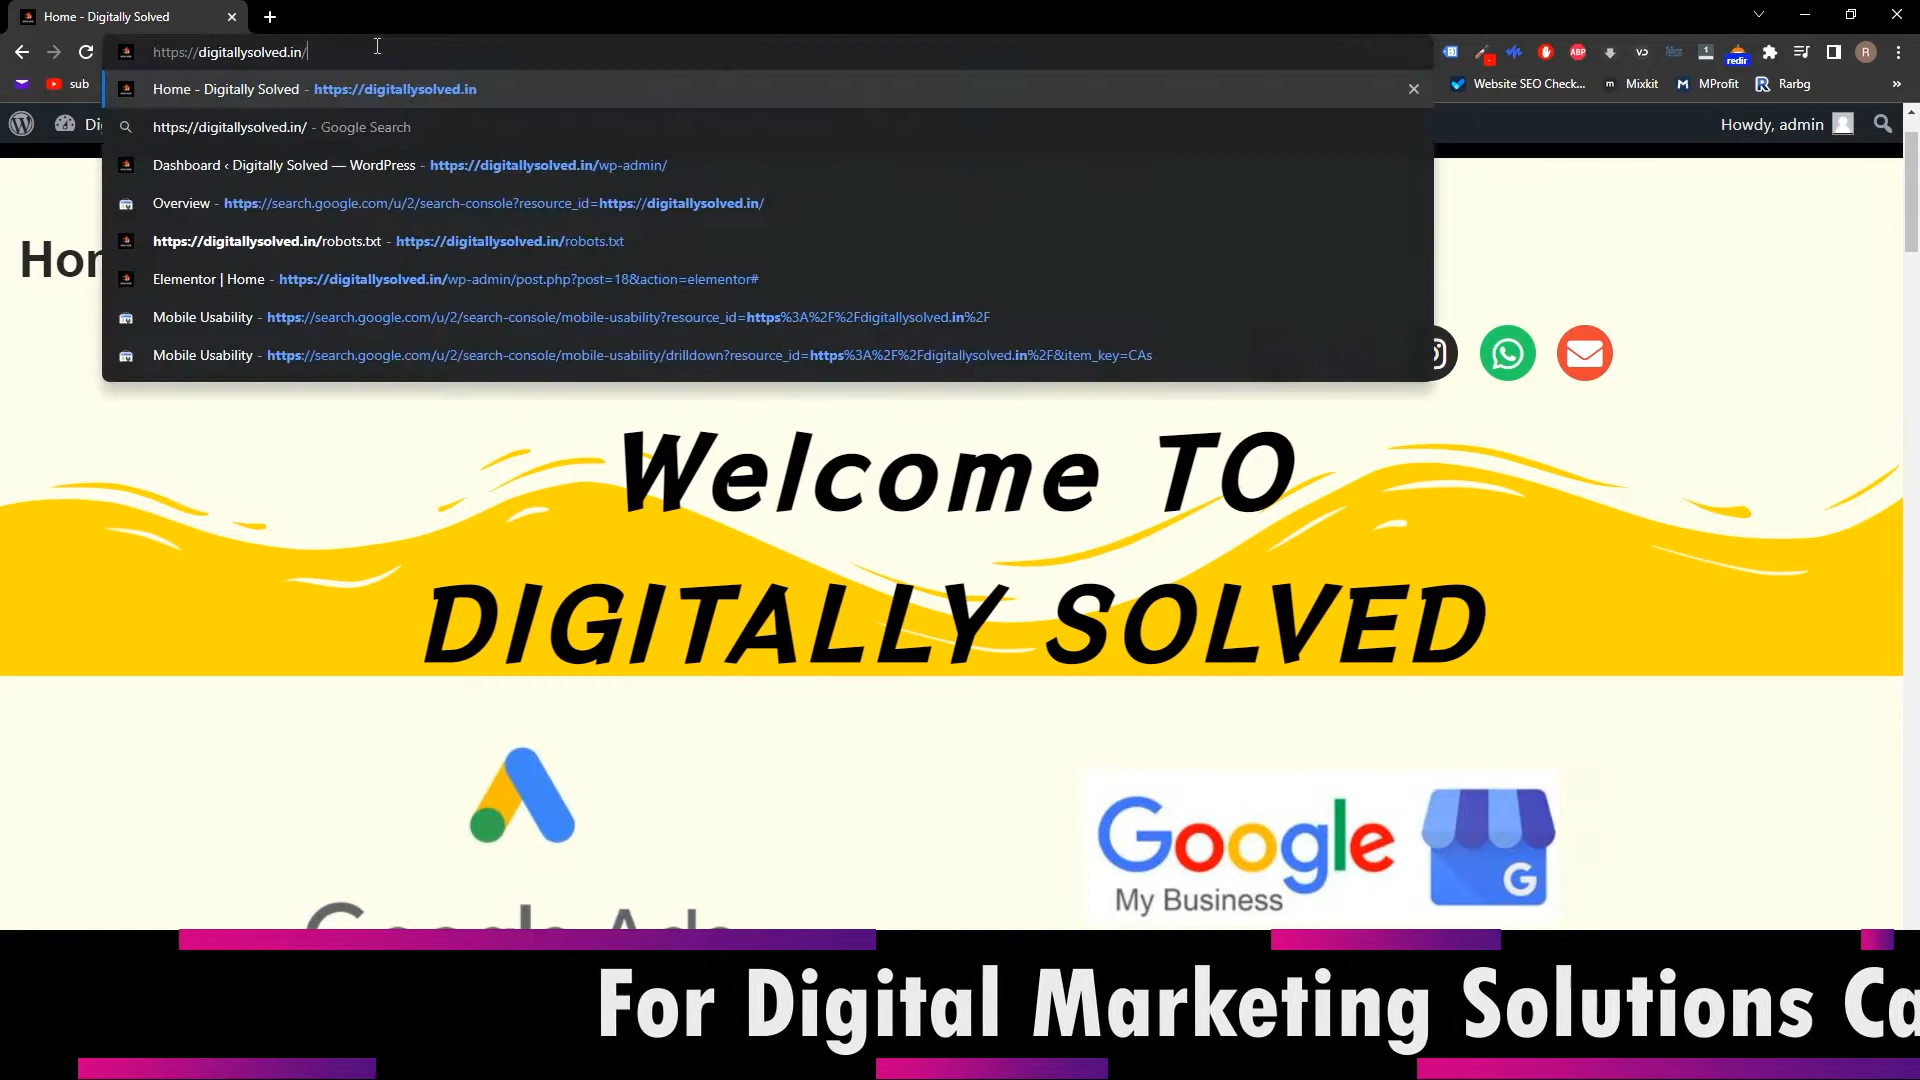 Home - Digitally Solved
https://digitallysolved.in/
redir
R
sub
Website SEO Check...
m Mixkit
MProfit
Rarbg
»
Home - Digitally Solved - https://digitallysolved.in
https://digitallysolved.in/ - Google Search
Dashboard ‹ Digitally Solved — WordPress - https://digitallysolved.in/wp-admin/
Overview - https://search.google.com/u/2/search-console?resource_id=https://digitallysolved.in/
https://digitallysolved.in/robots.txt - https://digitallysolved.in/robots.txt
Elementor | Home - https://digitallysolved.in/wp-admin/post.php?post=18&action=elementor#
Mobile Usability - https://search.google.com/u/2/search-console/mobile-usability?resource_id=https%3A%2F%2Fdigitallysolved.in%2F
Mobile Usability - https://search.google.com/u/2/search-console/mobile-usability/drilldown?resource_id=https%3A%2F%2Fdigitallysolved.in%2F&item_key=CAs
Howdy, admin
Welcome TO
DIGITALLY SOLVED
Google Ads
Google
My Business
G
For Digital Marketing Solutions Ca